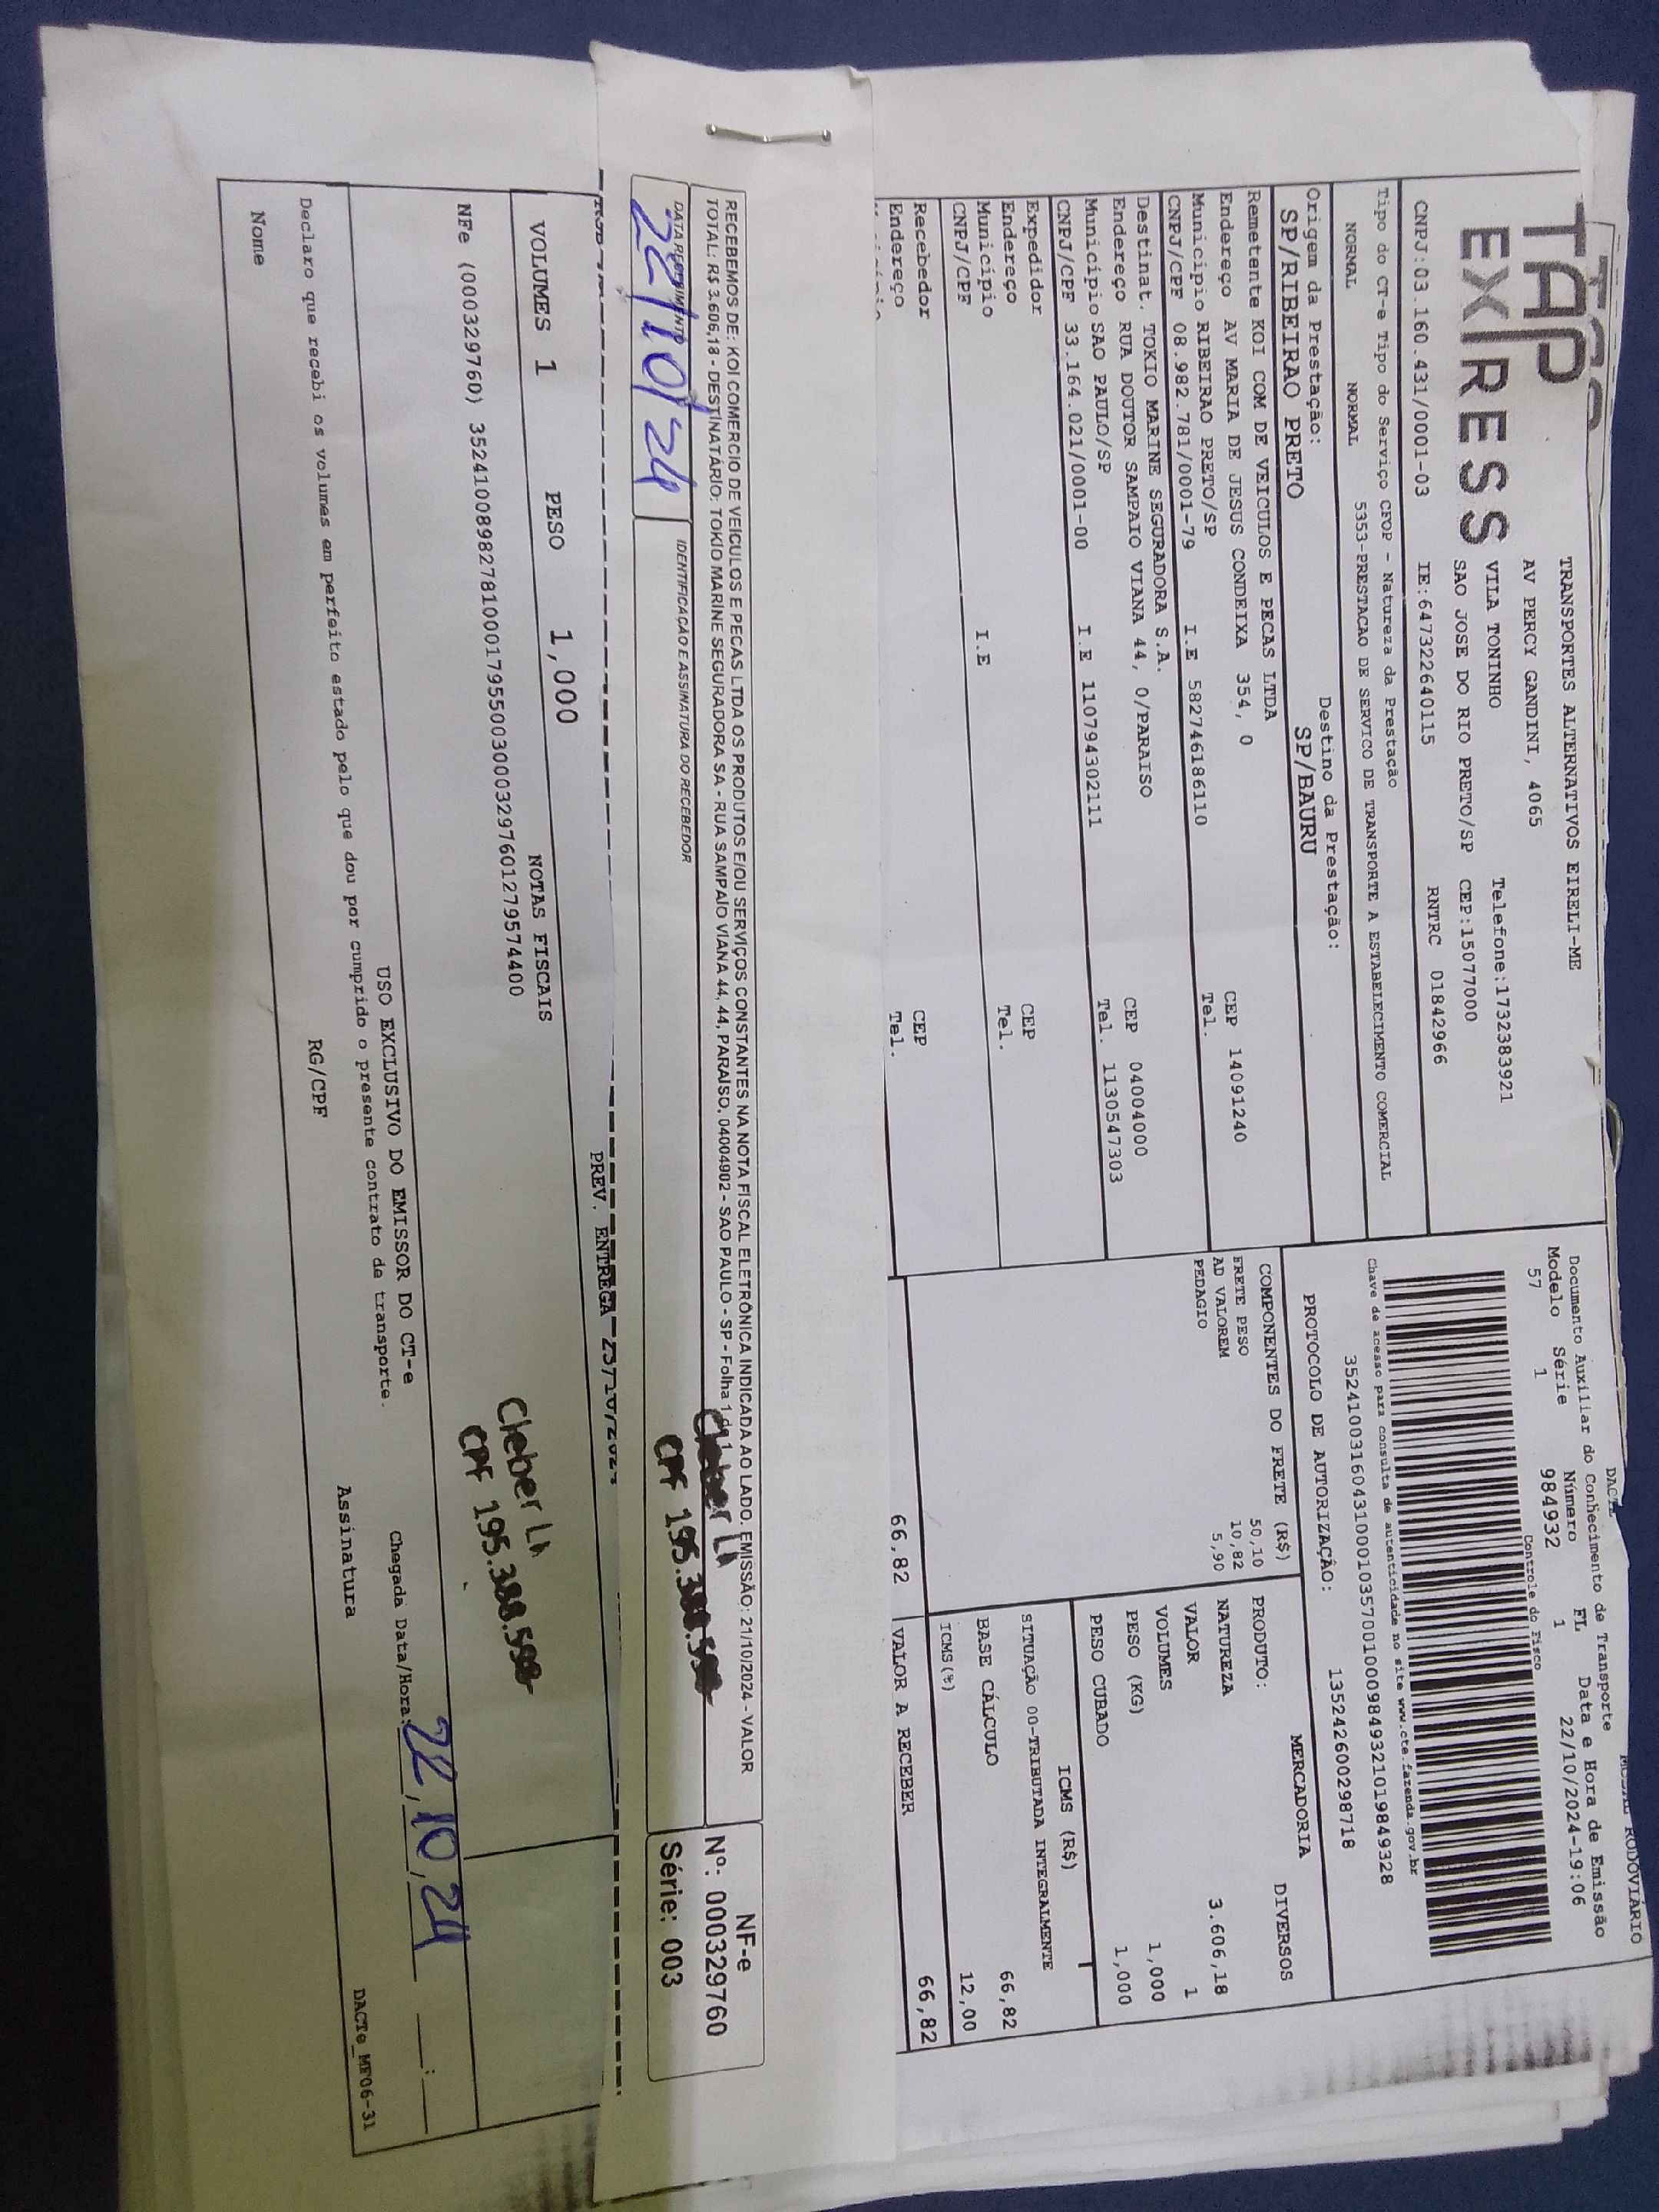 TAP
EXPRESS
TRANSPORTES ALTERNATIVOS EIRELI-ME
AV PERCY GANDINI, 4065
VILA TONINHO Telefone:1732383921
SAO JOSE DO RIO PRETO/SP CEP:15077000
CNPJ:03.160.431/0001-03 IE:647322640115 RNTRC 01842966
Tipo do CT-e Tipo do Serviço CFOP - Natureza da Prestação
NORMAL NORMAL 5353-PRESTACAO DE SERVICO DE TRANSPORTE A ESTABELECIMENTO COMERCIAL
Origem da Prestação: Destino da Prestação:
SP/RIBEIRAO PRETO SP/BAURU
Remetente KOI COM DE VEICULOS E PECAS LTDA
Endereço AV MARIA DE JESUS CONDEIXA 354, 0 CEP 14091240
Município RIBEIRAO PRETO/SP Tel.
CNPJ/CPF 08.982.781/0001-79 I.E 582746186110
Destinat. TOKIO MARINE SEGURADORA S.A.
Endereço RUA DOUTOR SAMPAIO VIANA 44, 0/PARAISO CEP 04004000
Município SAO PAULO/SP Tel. 1130547303
CNPJ/CPF 33.164.021/0001-00 I.E 110794302111
Expedidor
Endereço CEP
Município Tel.
CNPJ/CPF I.E
Recebedor
Endereço CEP
Tel.
DACTE
RODOVIÁRIO
Documento Auxiliar do Conhecimento de Transporte
Modelo Série Número FL Data e Hora de Emissão
57 1 984932 1 22/10/2024-19:06
Controle do Fisco
Chave de acesso para consulta de autenticidade no site www.cte.fazenda.gov.br
35241003160431000103570010009849321019849328
PROTOCOLO DE AUTORIZAÇÃO: 135242600298718
COMPONENTES DO FRETE (R$)
FRETE PESO 50,10
AD VALOREM 10,82
PEDAGIO 5,90
66,82
MERCADORIA
PRODUTO: DIVERSOS
NATUREZA
VALOR 3.606,18
VOLUMES 1
PESO (KG) 1,000
PESO CUBADO 1,000
ICMS (R$)
SITUAÇÃO 00-TRIBUTADA INTEGRALMENTE
BASE CÁLCULO 66,82
ICMS(%) 12,00
VALOR A RECEBER 66,82
RECEBEMOS DE: KOI COMERCIO DE VEICULOS E PECAS LTDA OS PRODUTOS E/OU SERVIÇOS CONSTANTES NA NOTA FISCAL ELETRÔNICA INDICADA AO LADO. EMISSÃO: 21/10/2024 - VALOR
TOTAL: R$ 3.606,18 - DESTINATÁRIO: TOKIO MARINE SEGURADORA SA - RUA SAMPAIO VIANA 44, 44, PARAÍSO, 04004902 - SAO PAULO - SP - Folha 1 de 1
DATA RECEBIMENTO IDENTIFICAÇÃO E ASSINATURA DO RECEBEDOR
22/10/24
CPF
NF-e
Nº: 000329760
Série: 003
PREV. ENTREGA
VOLUMES 1 PESO 1,000 NOTAS FISCAIS
NFe (000329760) 35241008982781000179550030003297601279574400
Cleber
CPF 195.388.598
USO EXCLUSIVO DO EMISSOR DO CT-e
Chegada Data/Hora: 22/10/24 __:__
Declaro que recebi os volumes em perfeito estado pelo que dou por cumprido o presente contrato de transporte.
Nome RG/CPF Assinatura
DACTe_MF06-31